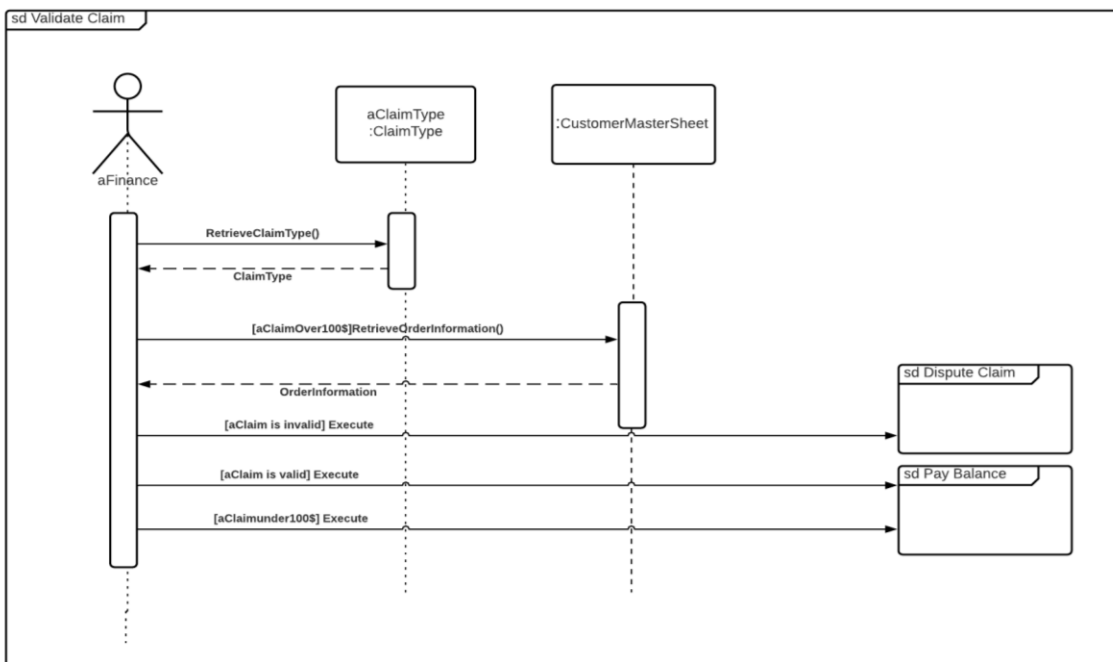 sd Validate Claim
aClaimType
:ClaimType
:CustomerMasterSheet
aFinance
RetrieveClaimType()
ClaimType
[aClaimOver100$]RetrieveOrderInformation()
OrderInformation
sd Dispute Claim
[aClaim is invalid] Execute
[aClaim is valid] Execute
sd Pay Balance
[aClaimunder100$] Execute